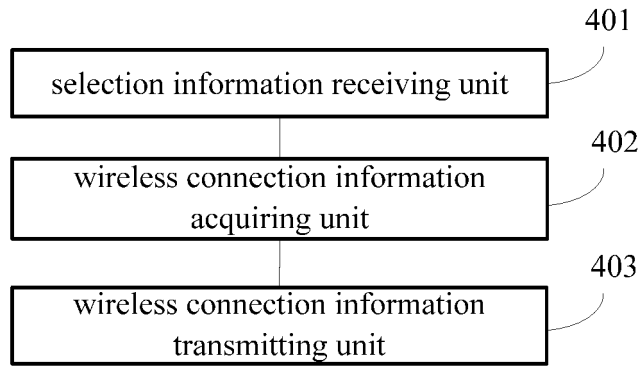 401
selection information receiving unit
402
wireless connection information
acquiring unit
403
wireless connection information
transmitting unit